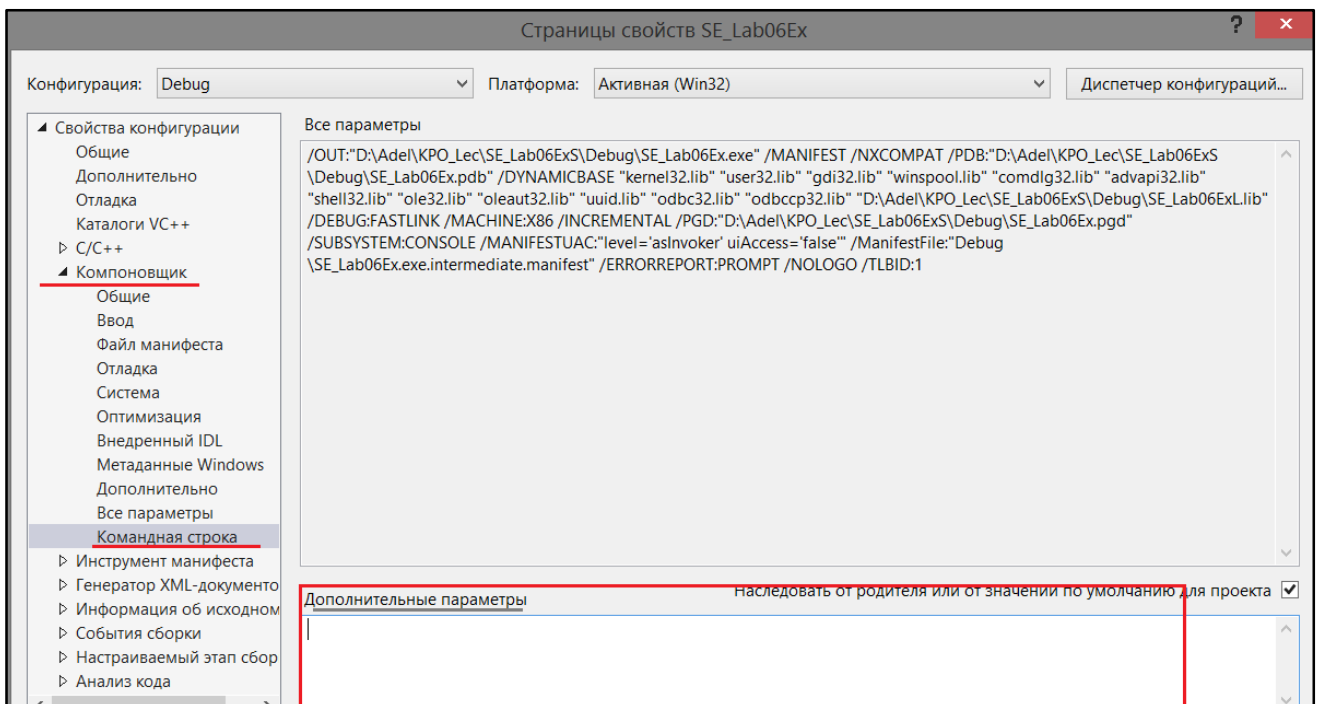 Страницы свойств SE_Lab06Ex
?
Конфигурация: Debug Платформа: Активная (Win32) Диспетчер конфигураций...
Свойства конфигурации
Общие
Дополнительно
Отладка
Каталоги VC++
C/C++
Компоновщик
Общие
Ввод
Файл манифеста
Отладка
Система
Оптимизация
Внедренный IDL
Метаданные Windows
Дополнительно
Все параметры
Командная строка
Инструмент манифеста
Генератор XML-документо
Информация об исходном
События сборки
Настраиваемый этап сбор
Анализ кода
Все параметры
/OUT:"D:\Adel\KPO_Lec\SE_Lab06ExS\Debug\SE_Lab06Ex.exe" /MANIFEST /NXCOMPAT /PDB:"D:\Adel\KPO_Lec\SE_Lab06ExS
\Debug\SE_Lab06Ex.pdb" /DYNAMICBASE "kernel32.lib" "user32.lib" "gdi32.lib" "winspool.lib" "comdlg32.lib" "advapi32.lib"
"shell32.lib" "ole32.lib" "oleaut32.lib" "uuid.lib" "odbc32.lib" "odbccp32.lib" "D:\Adel\KPO_Lec\SE_Lab06ExS\Debug\SE_Lab06ExL.lib"
/DEBUG:FASTLINK /MACHINE:X86 /INCREMENTAL /PGD:"D:\Adel\KPO_Lec\SE_Lab06ExS\Debug\SE_Lab06Ex.pgd"
/SUBSYSTEM:CONSOLE /MANIFESTUAC:"level='asInvoker' uiAccess='false'" /ManifestFile:"Debug
\SE_Lab06Ex.exe.intermediate.manifest" /ERRORREPORT:PROMPT /NOLOGO /TLBID:1
Наследовать от родителя или от значений по умолчанию для проекта
Дополнительные параметры